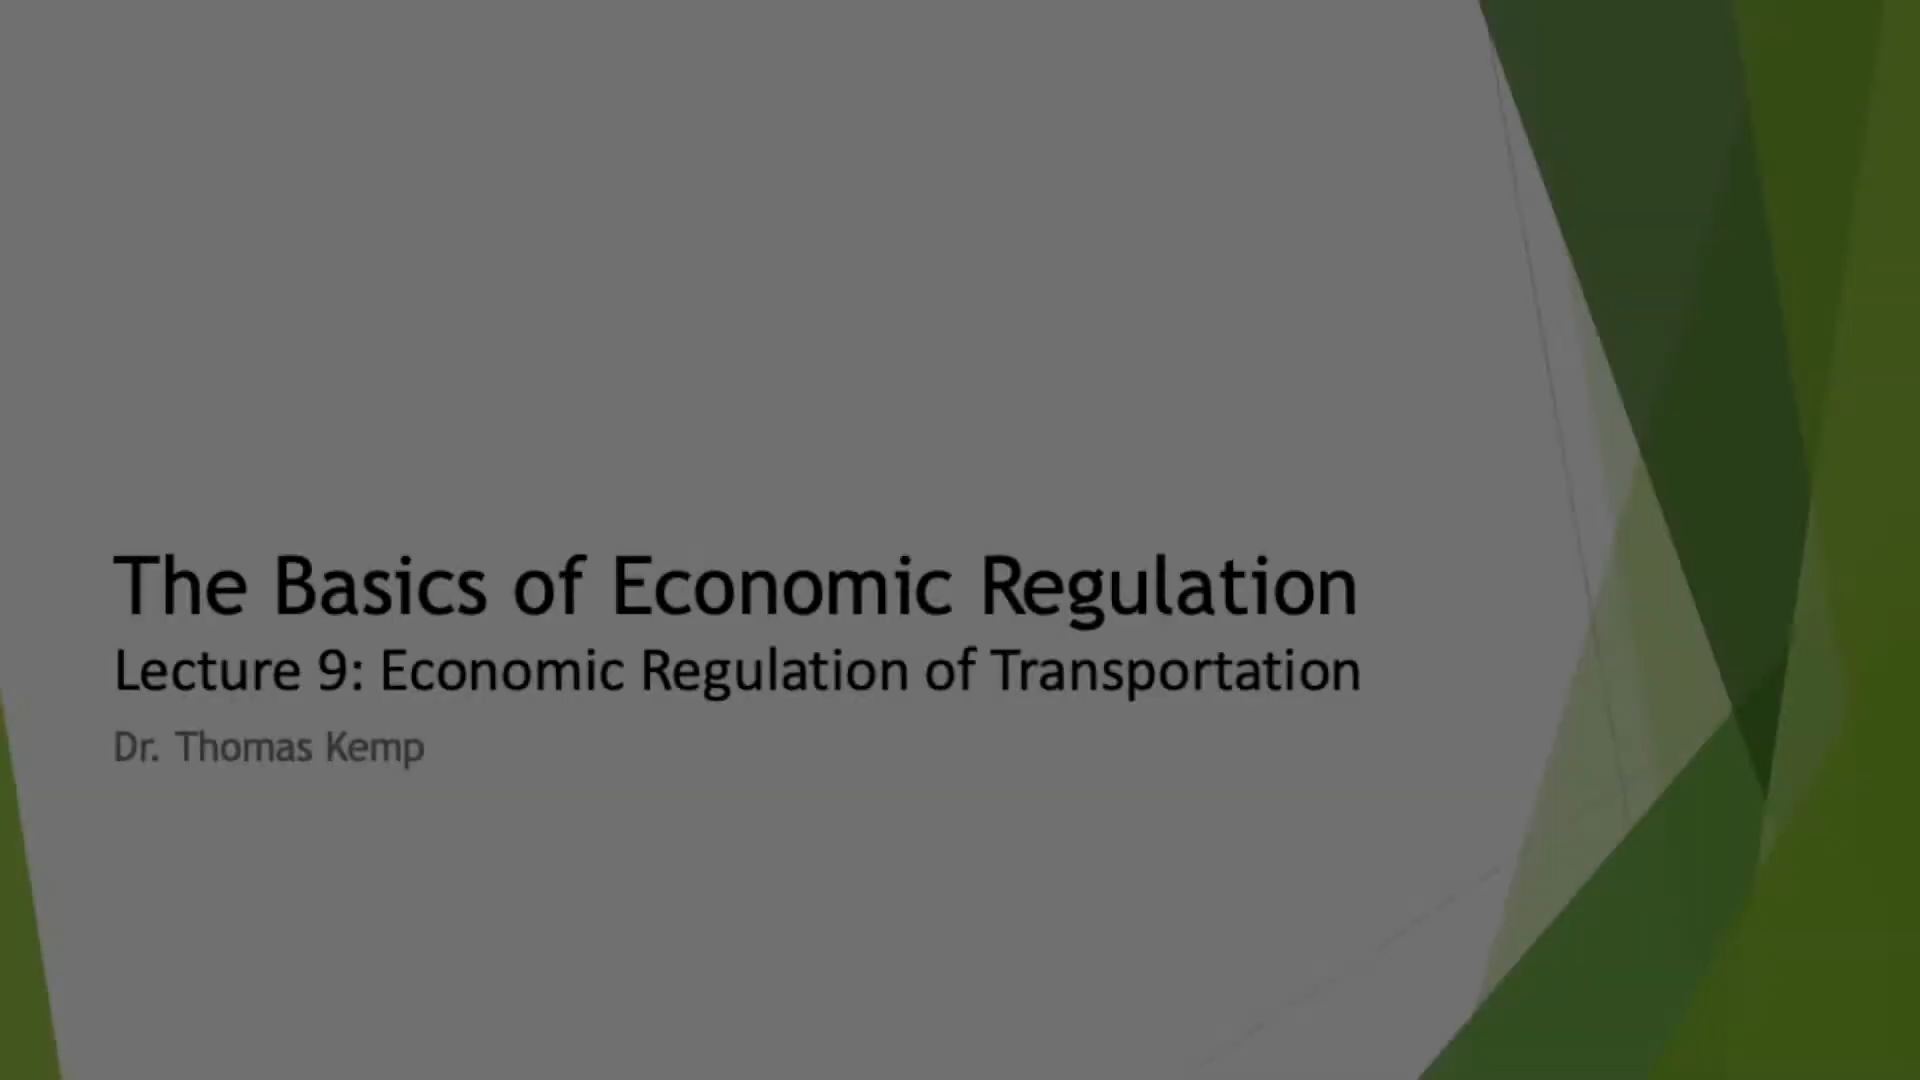 The Basics of Economic Regulation
Lecture 9: Economic Regulation of Transportation
Dr. Thomas Kemp